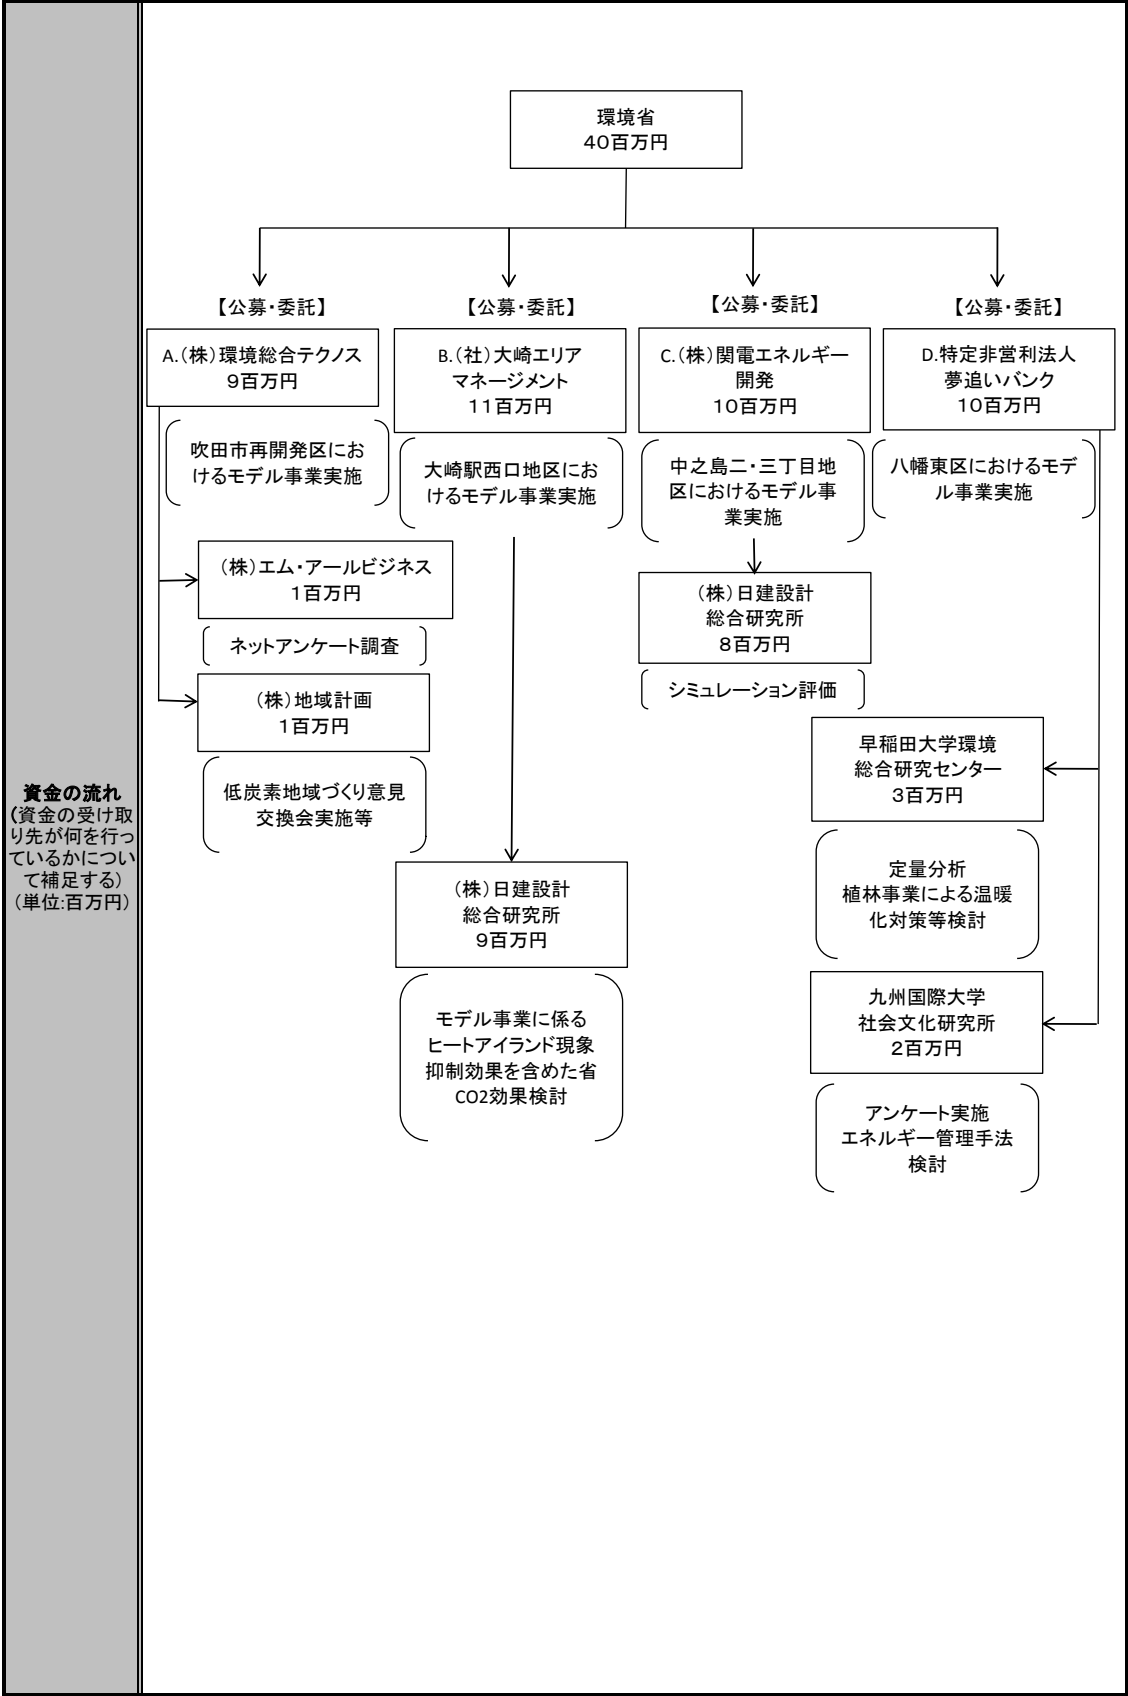 資金の流れ
(資金の受け取
り先が何を行っ
ているかについ
て補足する)
(単位:百万円)
環境省
40百万円
【公募・委託】
A.(株)環境総合テクノス
9百万円
吹田市再開発区にお
けるモデル事業実施
(株)エム・アールビジネス
1百万円
ネットアンケート調査
(株)地域計画
1百万円
低炭素地域づくり意見
交換会実施等
【公募・委託】
B.(社)大崎エリア
マネージメント
11百万円
大崎駅西口地区にお
けるモデル事業実施
(株)日建設計
総合研究所
9百万円
モデル事業に係る
ヒートアイランド現象
抑制効果を含めた省
CO2効果検討
【公募・委託】
C.(株)関電エネルギー
開発
10百万円
中之島二・三丁目地
区におけるモデル事
業実施
(株)日建設計
総合研究所
8百万円
シミュレーション評価
【公募・委託】
D.特定非営利法人
夢追いバンク
10百万円
八幡東区におけるモデ
ル事業実施
早稲田大学環境
総合研究センター
3百万円
定量分析
植林事業による温暖
化対策等検討
九州国際大学
社会文化研究所
2百万円
アンケート実施
エネルギー管理手法
検討